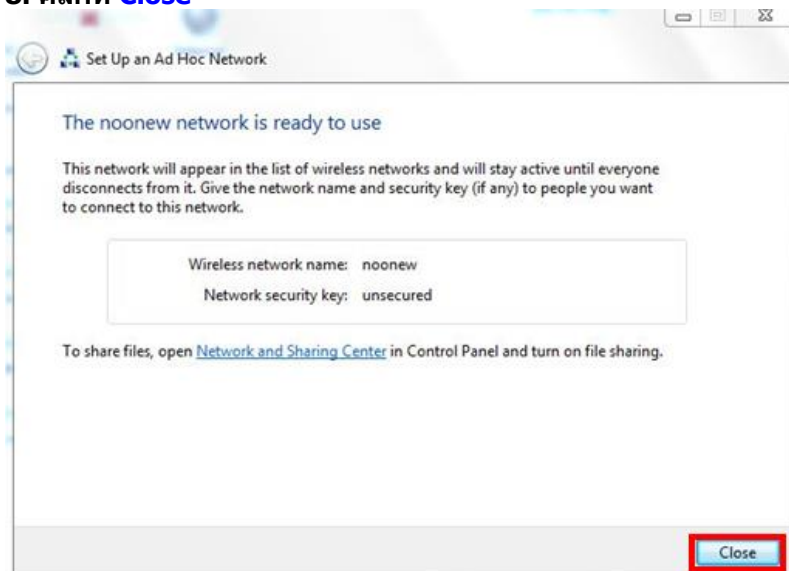 คลิกที่ Close
Set Up an Ad Hoc Network
The noonew network is ready to use
This network will appear in the list of wireless networks and will stay active until everyone
disconnects from it. Give the network name and security key (if any) to people you want
to connect to this network.
Wireless network name: noonew
Network security key: unsecured
To share files, open Network and Sharing Center in Control Panel and turn on file sharing.
Close